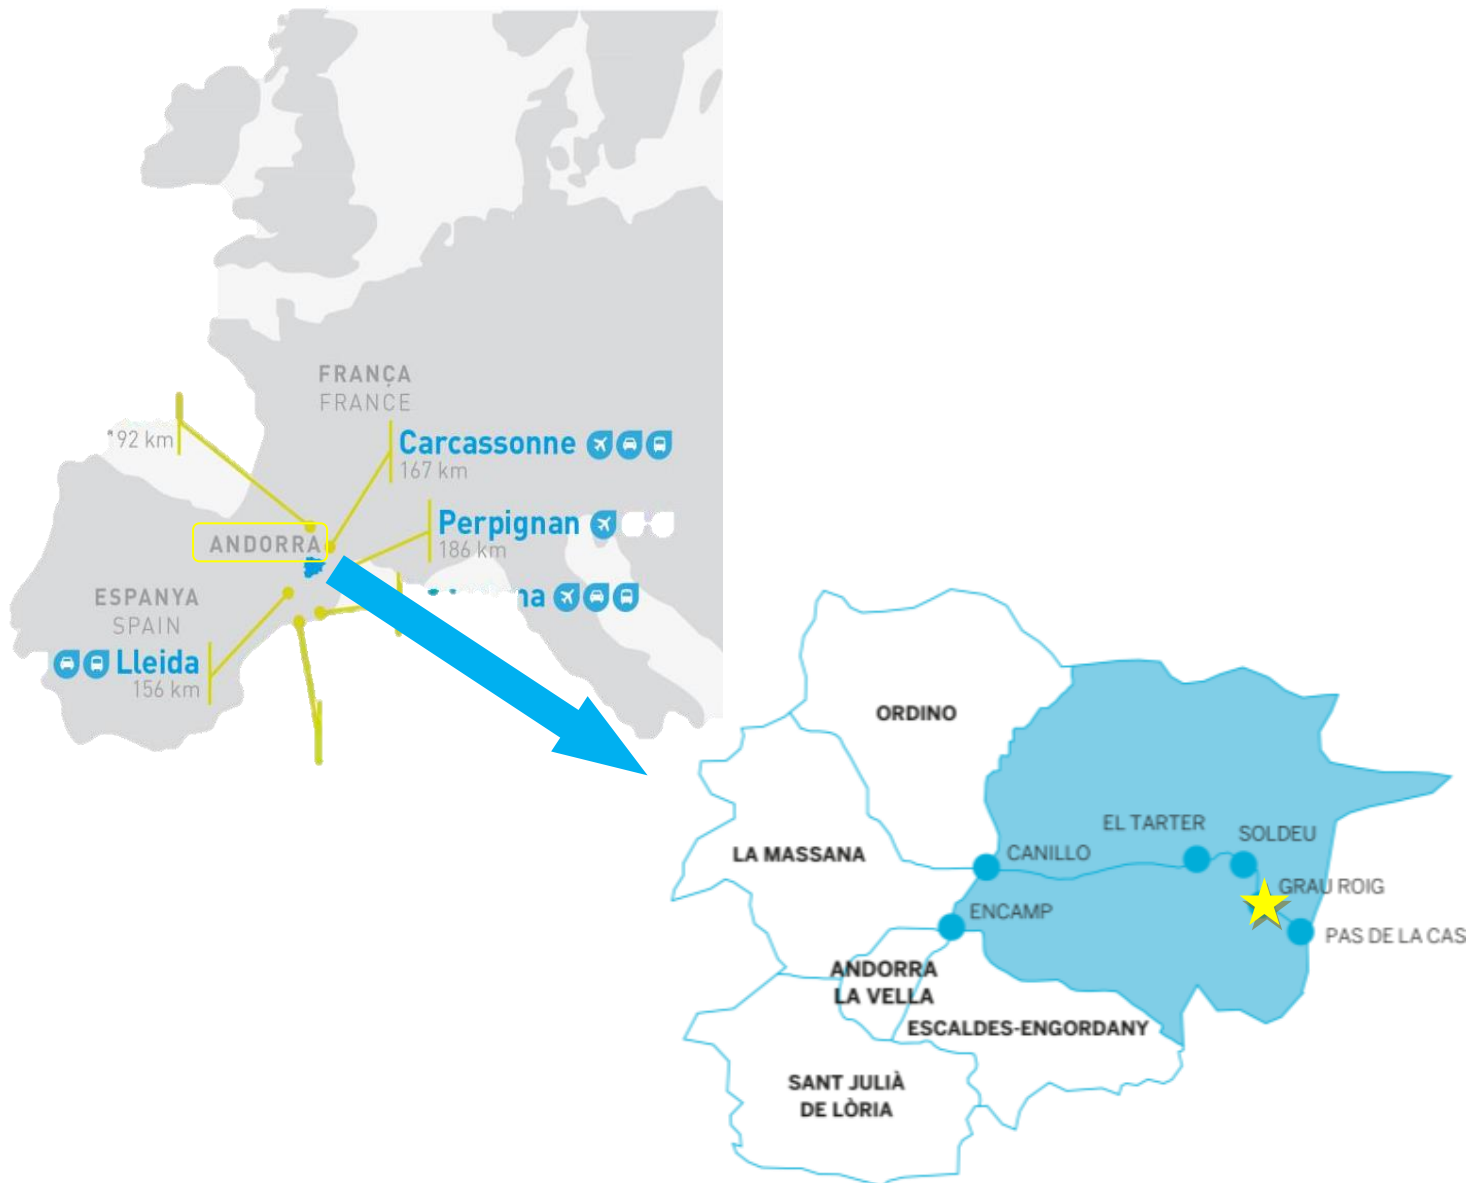 FRANÇA
FRANCE
92 km
Carcassonne
167 km
Perpignan
186 km
ANDORRA
ESPANYA
SPAIN
na
Lleida
156 km
ORDINO
EL TARTER
SOLDEU
LA MASSANA
CANILLO
GRAU ROIG
ENCAMP
PAS DE LA CAS
ANDORRA
LA VELLA
ESCALDES-ENGORDANY
SANT JULIÀ
DE LÒRIA